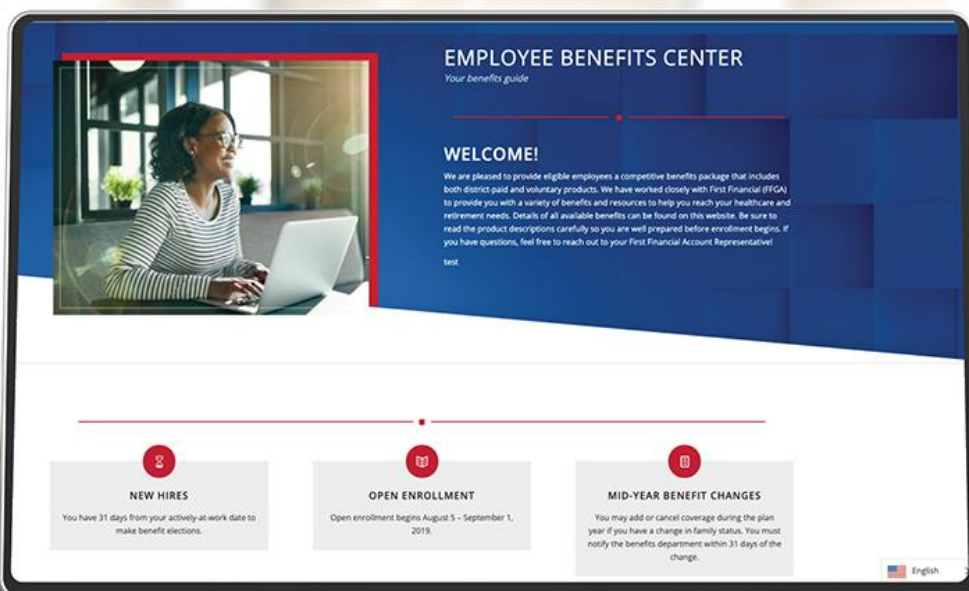 EMPLOYEE BENEFITS CENTER
Your benefits guide
WELCOME!
We are pleased to provide eligible employees a competitive benefits package that includes
both district-paid and voluntary products. We have worked closely with First Financial (FFGA)
to provide you with a variety of benefits and resources to help you reach your healthcare and
retirement needs. Details of all available benefits can be found on this website. Be sure to
read the product descriptions carefully so you are well prepared before enrollment begins. If
you have questions, feel free to reach out to your First Financial Account Representative!
test
NEW HIRES
You have 31 days from your actively-at-work date to
make benefit elections.
OPEN ENROLLMENT
Open enrollment begins August 5 – September 1,
2019.
MID-YEAR BENEFIT CHANGES
You may add or cancel coverage during the plan
year if you have a change in family status. You must
notify the benefits department within 31 days of the
change.
English